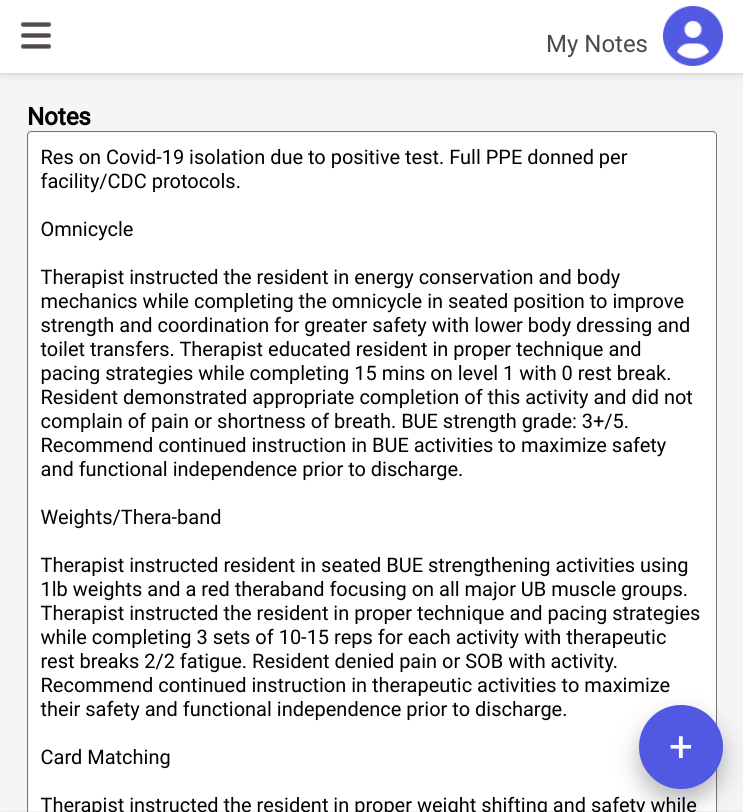 My Notes
Notes
Res on Covid-19 isolation due to positive test. Full PPE donned per
facility/CDC protocols.
Omnicycle
Therapist instructed the resident in energy conservation and body
mechanics while completing the omnicycle in seated position to improve
strength and coordination for greater safety with lower body dressing and
toilet transfers. Therapist educated resident in proper technique and
pacing strategies while completing 15 mins on level 1 with 0 rest break.
Resident demonstrated appropriate completion of this activity and did not
complain of pain or shortness of breath. BUE strength grade: 3+/5.
Recommend continued instruction in BUE activities to maximize safety
and functional independence prior to discharge.
Weights/Thera-band
Therapist instructed resident in seated BUE strengthening activities using
1lb weights and a red theraband focusing on all major UB muscle groups.
Therapist instructed the resident in proper technique and pacing strategies
while completing 3 sets of 10-15 reps for each activity with therapeutic
rest breaks 2/2 fatigue. Resident denied pain or SOB with activity.
Recommend continued instruction in therapeutic activities to maximize
their safety and functional independence prior to discharge.
Card Matching
Therapist instructed the resident in proper weight shifting and safety while